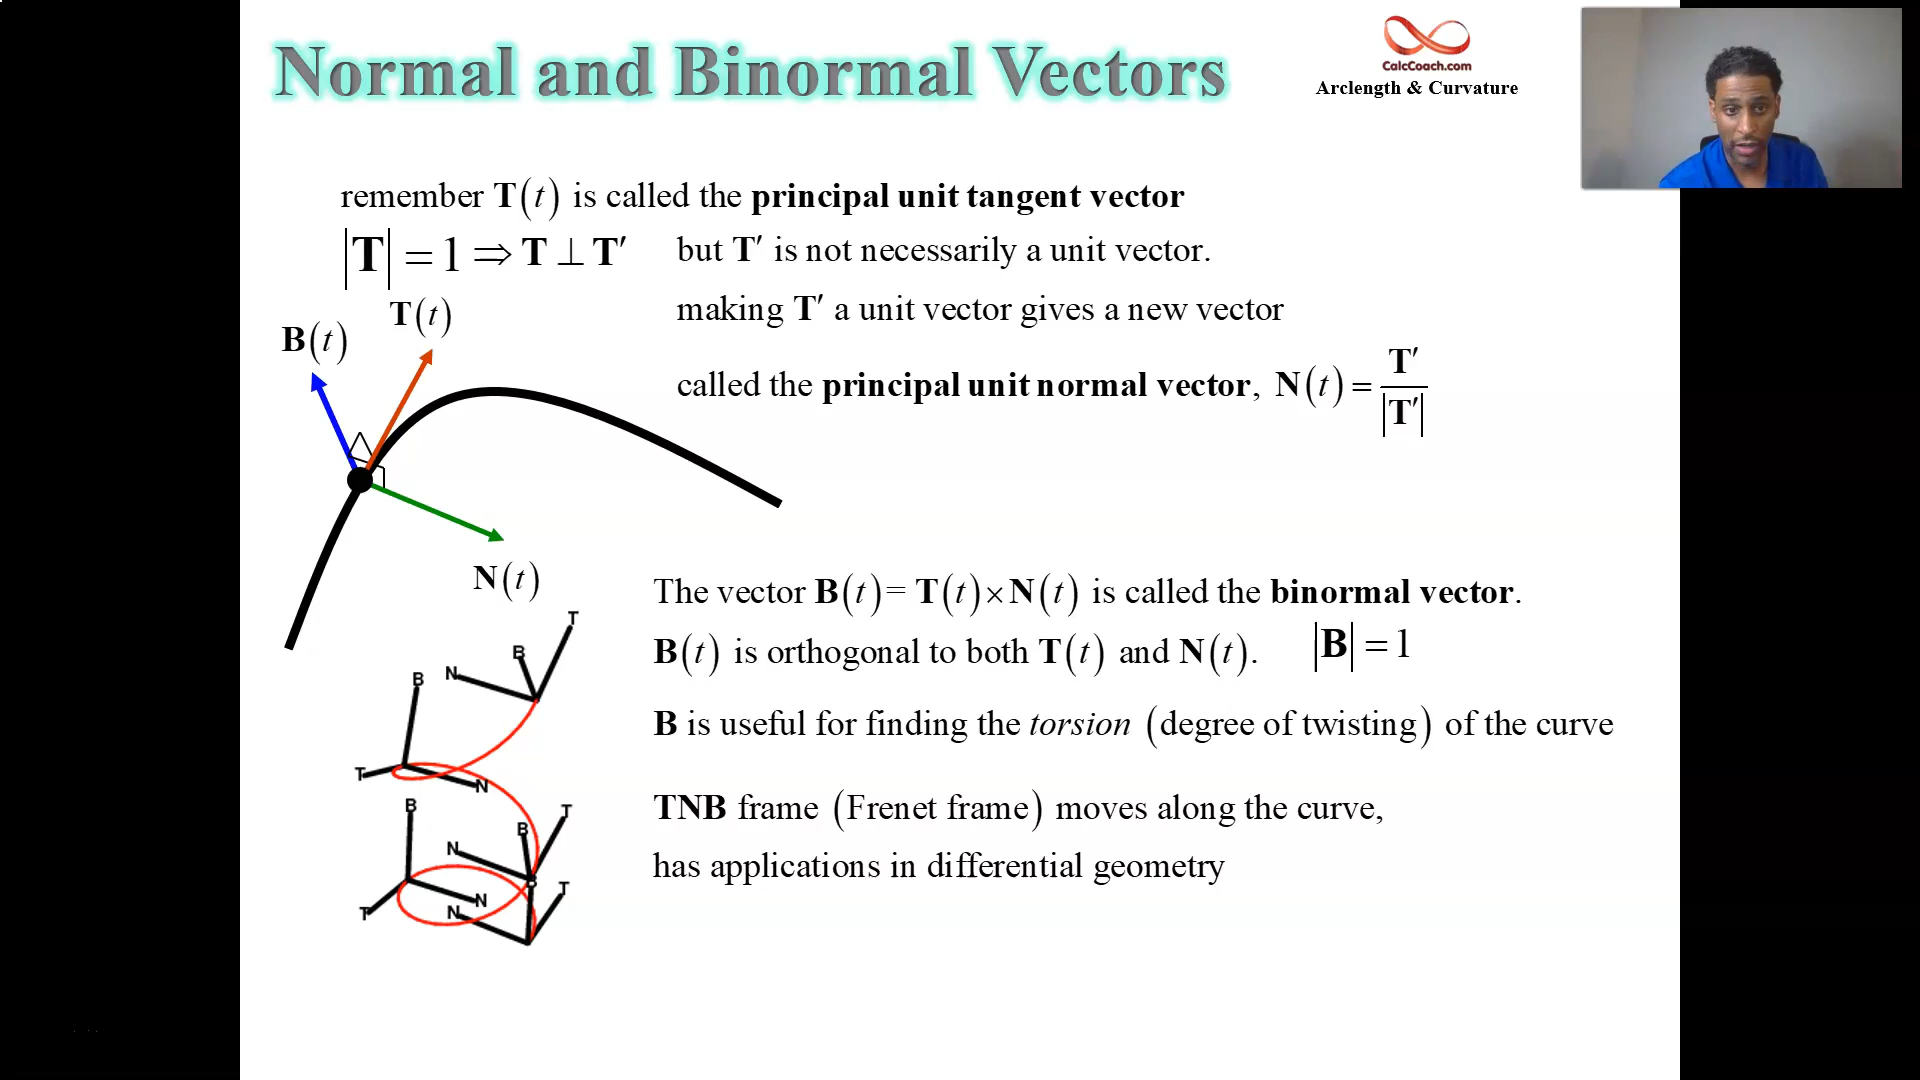 Normal and Binormal Vectors
CalcCoach.com
Arclength & Curvature
remember T(t) is called the principal unit tangent vector
|T| = 1 ⇒ T ⊥ T′ but T′ is not necessarily a unit vector.
making T′ a unit vector gives a new vector
called the principal unit normal vector, N(t) = T′/|T′|
B(t)
T(t)
N(t)
The vector B(t) = T(t)×N(t) is called the binormal vector.
B(t) is orthogonal to both T(t) and N(t). |B| = 1
B is useful for finding the torsion (degree of twisting) of the curve
TNB frame (Frenet frame) moves along the curve,
has applications in differential geometry
T
B
N
B
T
N
B
T
B
N
B
T
N
N
T